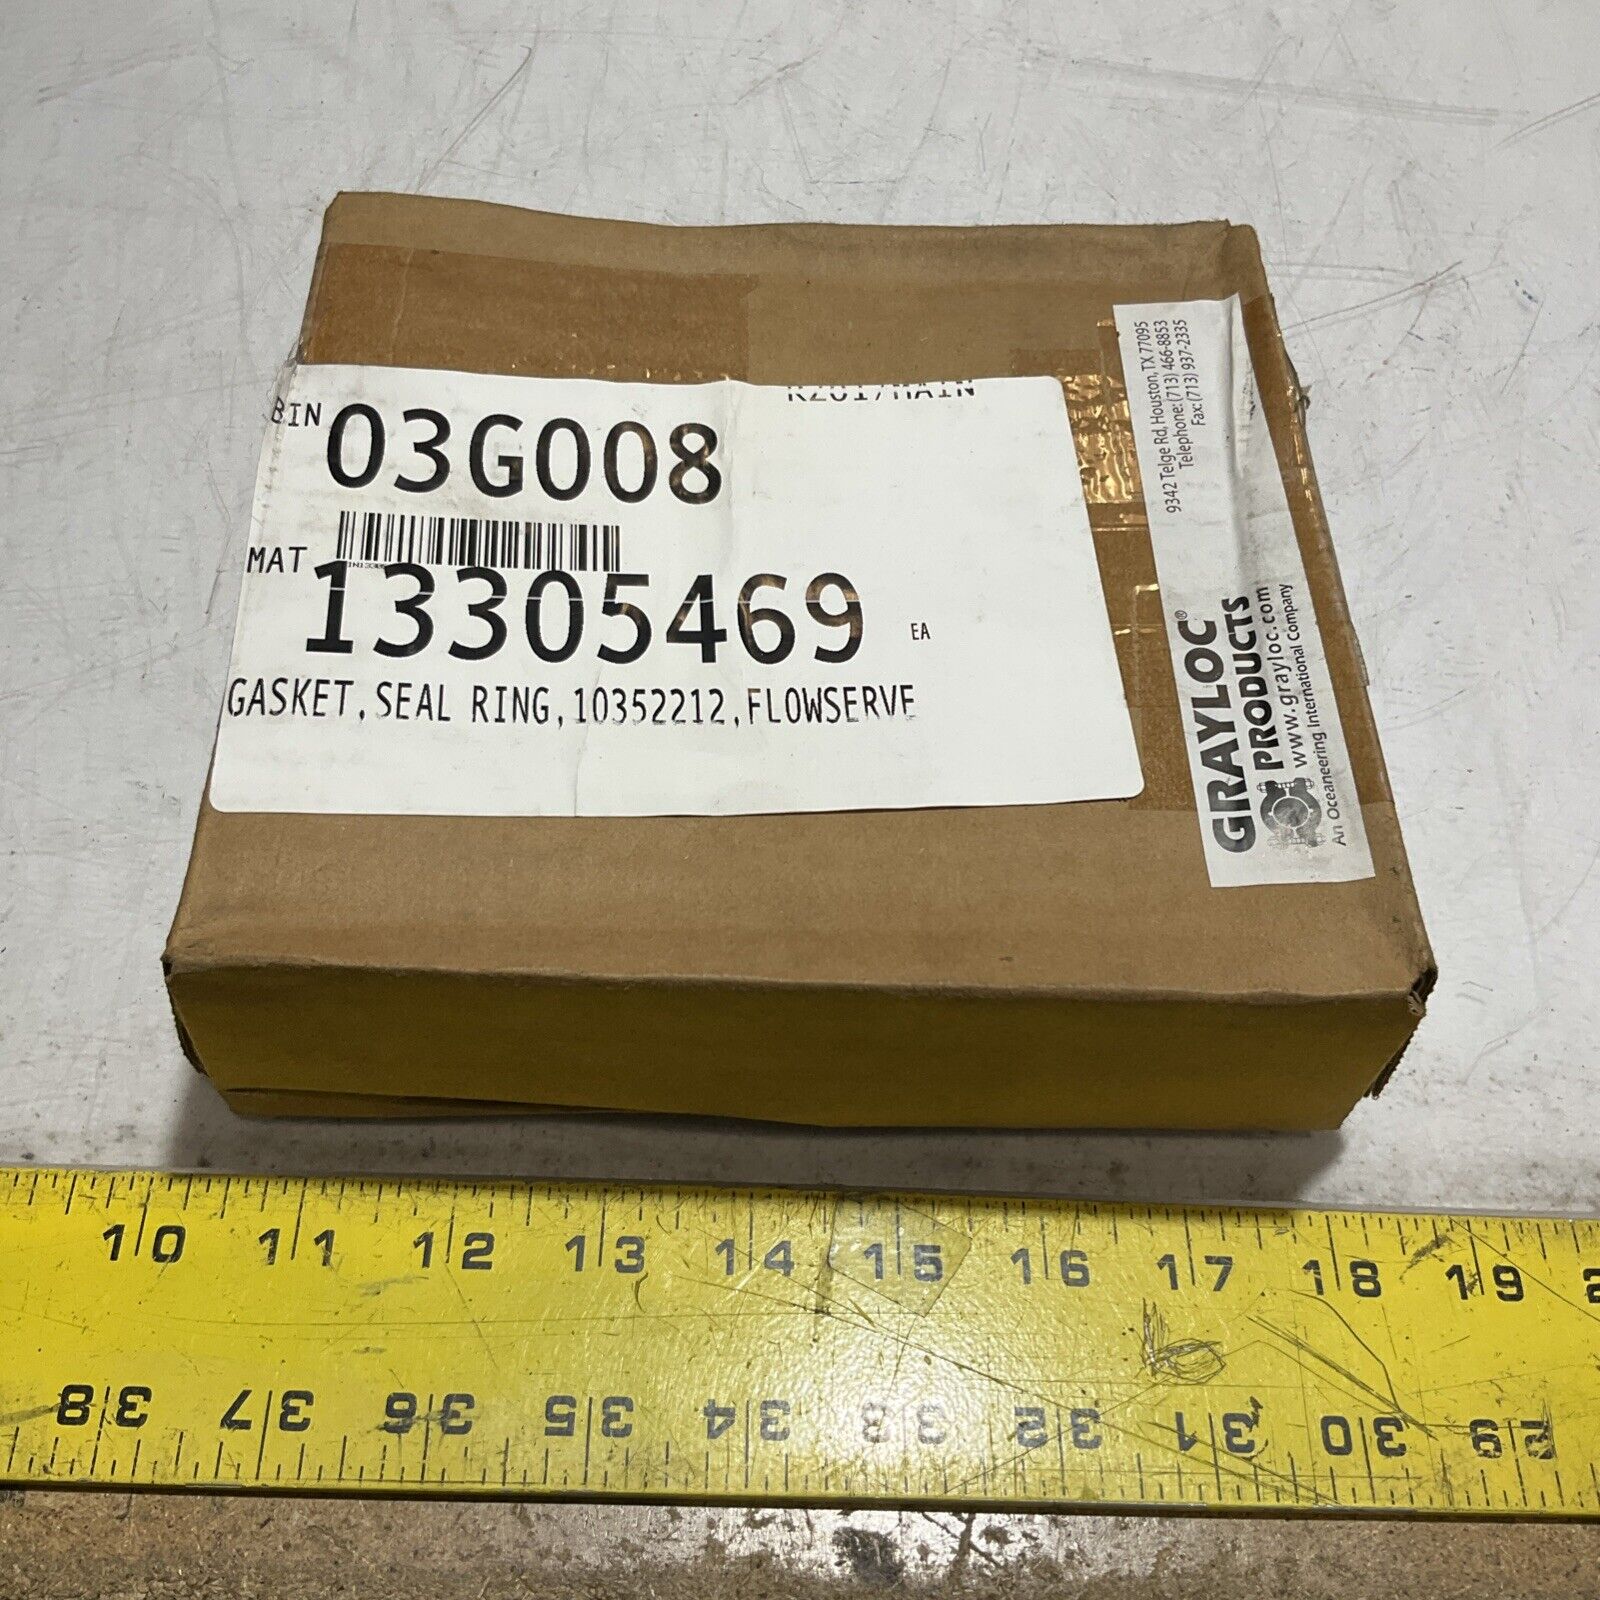 BIN 03G008
MAT 13305469 EA
GASKET, SEAL RING, 10352212, FLOWSERVE
9342 Telge Rd, Houston, TX 77095
Telephone: (713) 466-8853
Fax: (713) 937-2335
GRAYLOC®
PRODUCTS
www.grayloc.com
An Oceaneering International Company
10 11 12 13 14 15 16 17 18 19
38 37 36 35 34 33 32 31 30 29